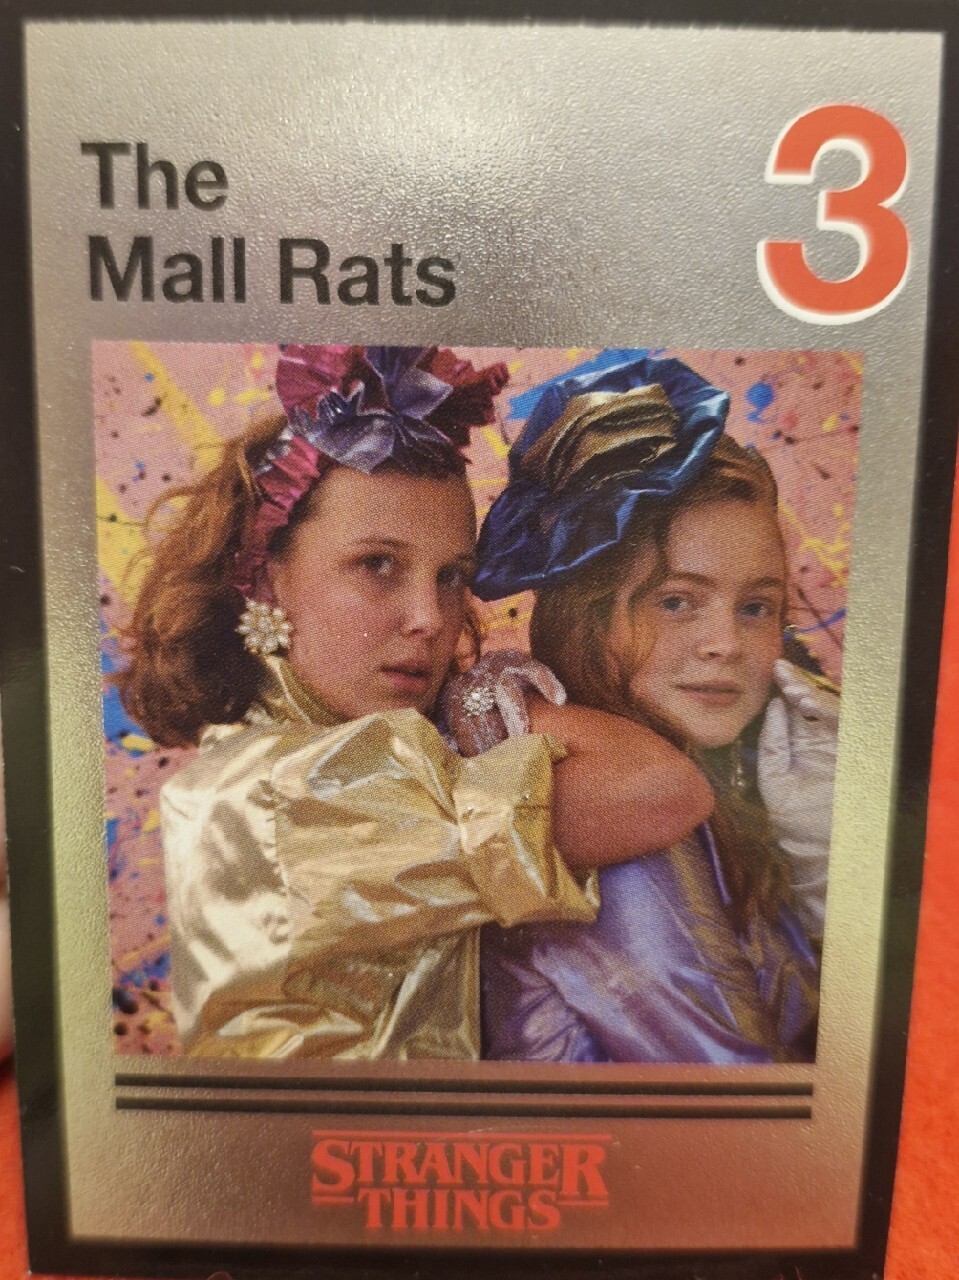 The
Mall Rats
3
STRANGER
THINGS